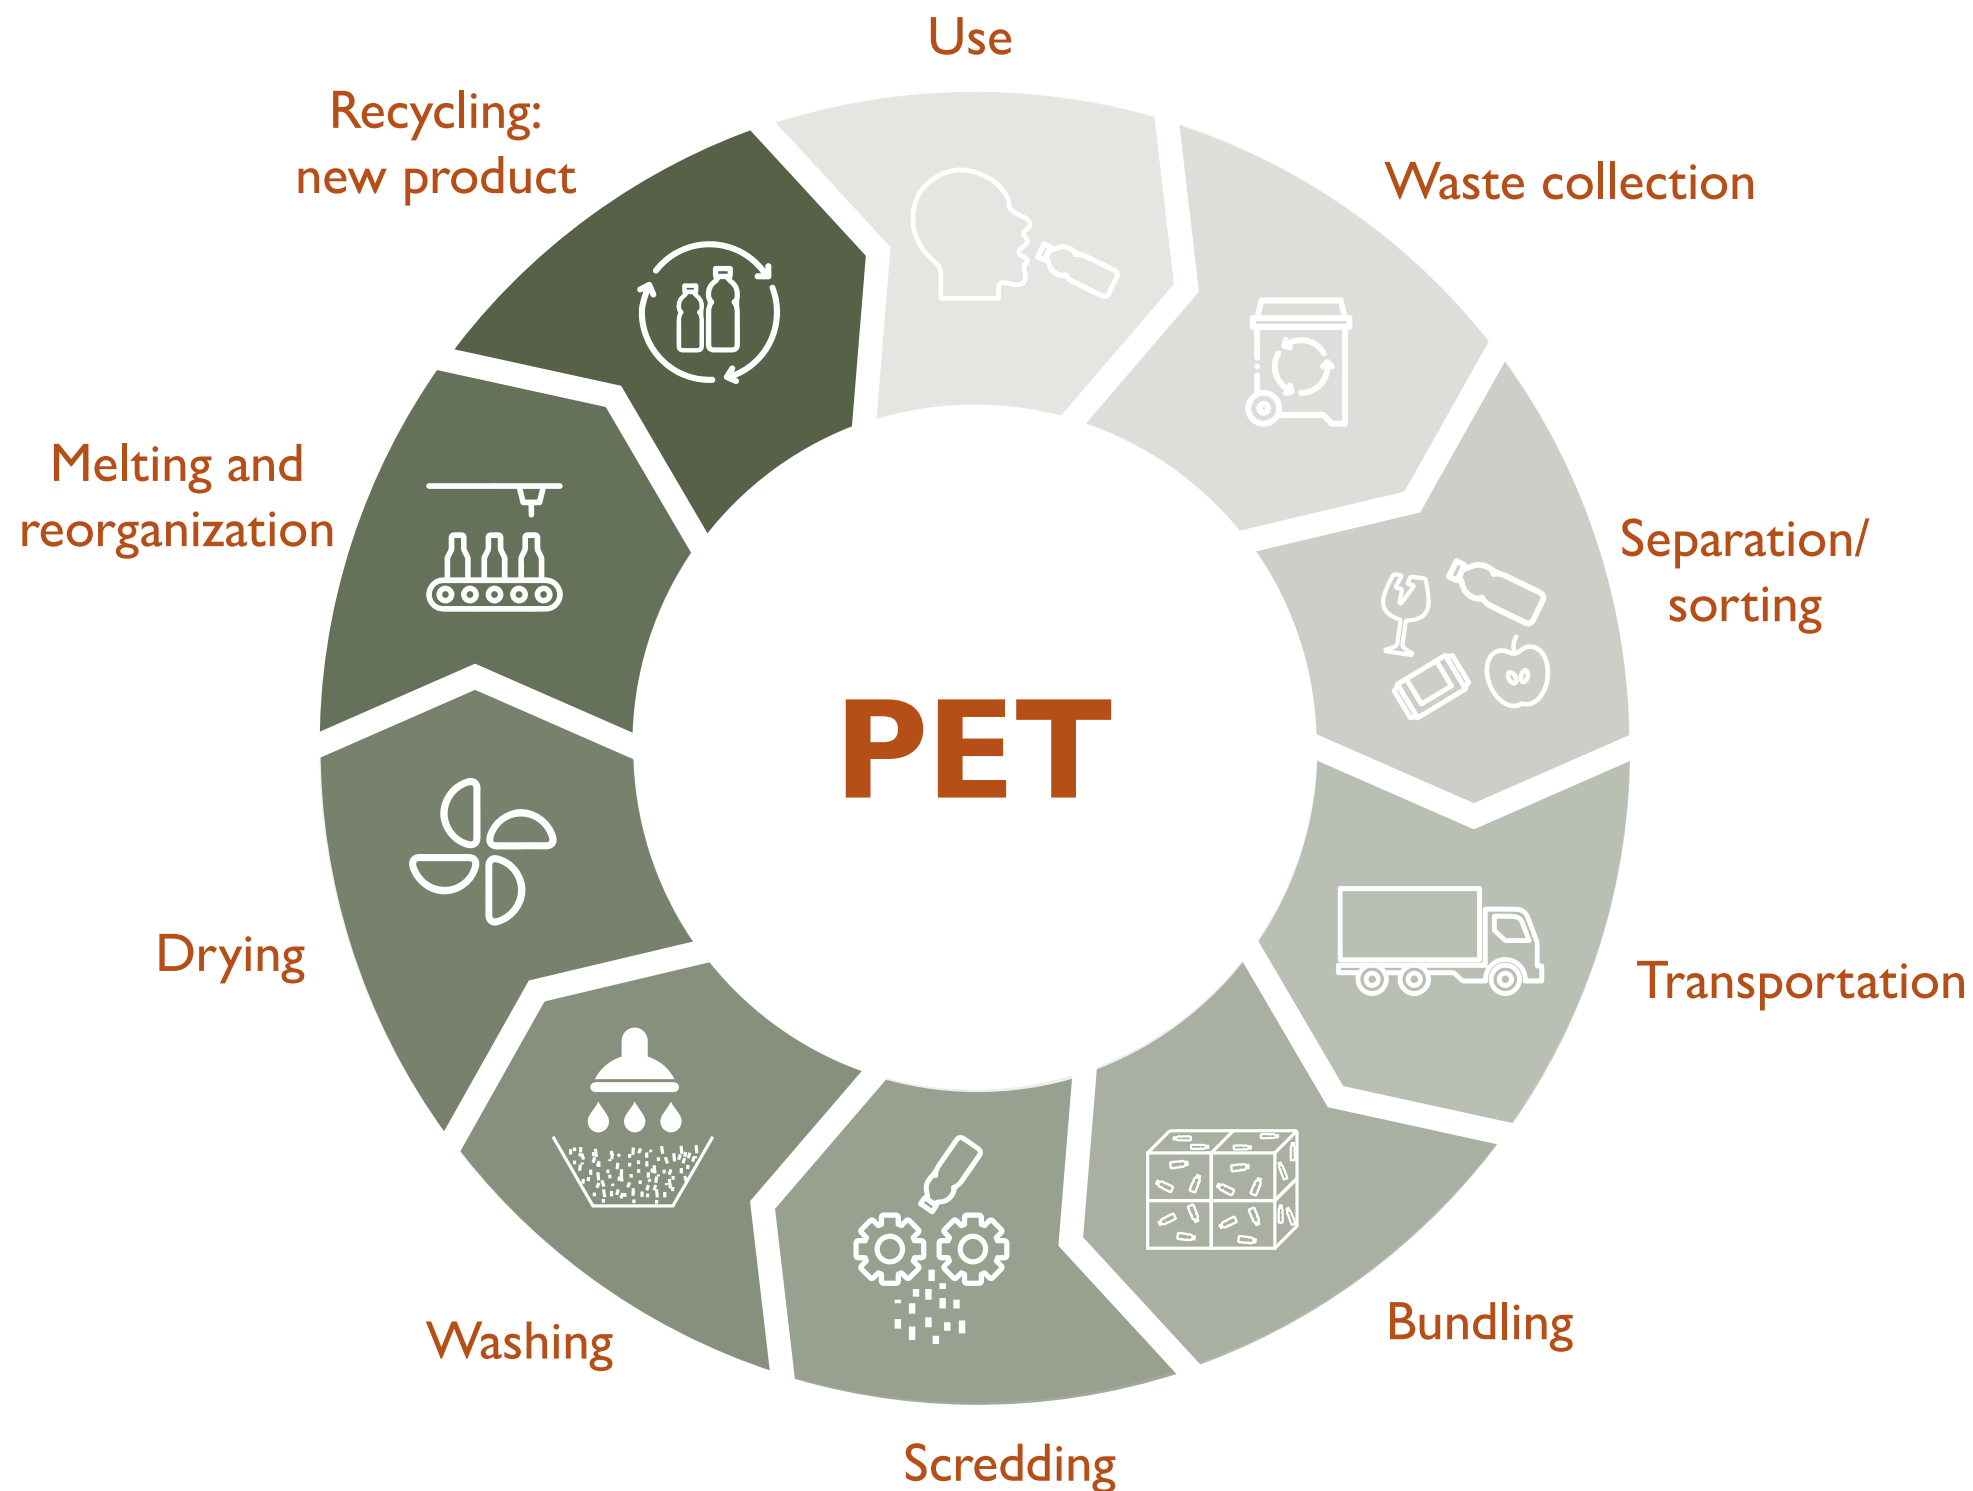 Use
Waste collection
Separation/
sorting
Transportation
Bundling
Scredding
Washing
Drying
Melting and
reorganization
Recycling:
new product
PET